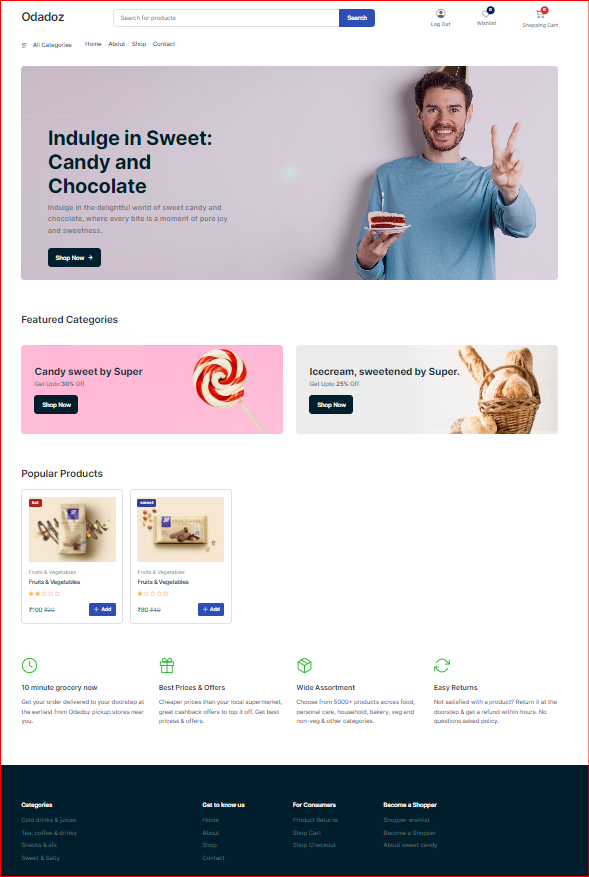 Odadoz
Search for products
Search
Log Out
Wishlist
Shopping Cart
All Categories
Home
About
Shop
Contact
Indulge in Sweet:
Candy and
Chocolate
Indulge in the delightful world of sweet candy and
chocolate, where every bite is a moment of pure joy
and sweetness.
Shop Now
Featured Categories
Candy sweet by Super
Get Upto 30% Off
Shop Now
Icecream, sweetened by Super.
Get Upto 25% Off
Shop Now
Popular Products
hot
Fruits & Vegetables
Fruits & Vegetables
₹100 ₹20
+ Add
sweet
Fruits & Vegetables
Fruits & Vegetables
₹80 ₹40
+ Add
10 minute grocery now
Get your order delivered to your doorstep at
the earliest from Odadoz pickup stores near
you.
Best Prices & Offers
Cheaper prices than your local supermarket,
great cashback offers to top it off. Get best
pricess & offers.
Wide Assortment
Choose from 5000+ products across food,
personal care, household, bakery, veg and
non-veg & other categories.
Easy Returns
Not satisfied with a product? Return it at the
doorstep & get a refund within hours. No
questions asked policy.
Categories
Cold drinks & juices
Tea, coffee & drinks
Snacks & sfs
Sweet & Salty
Get to know us
Home
About
Shop
Contact
For Consumers
Product Returns
Shop Cart
Shop Checkout
Become a Shopper
Shopper wishlist
Become a Shopper
About sweet candy